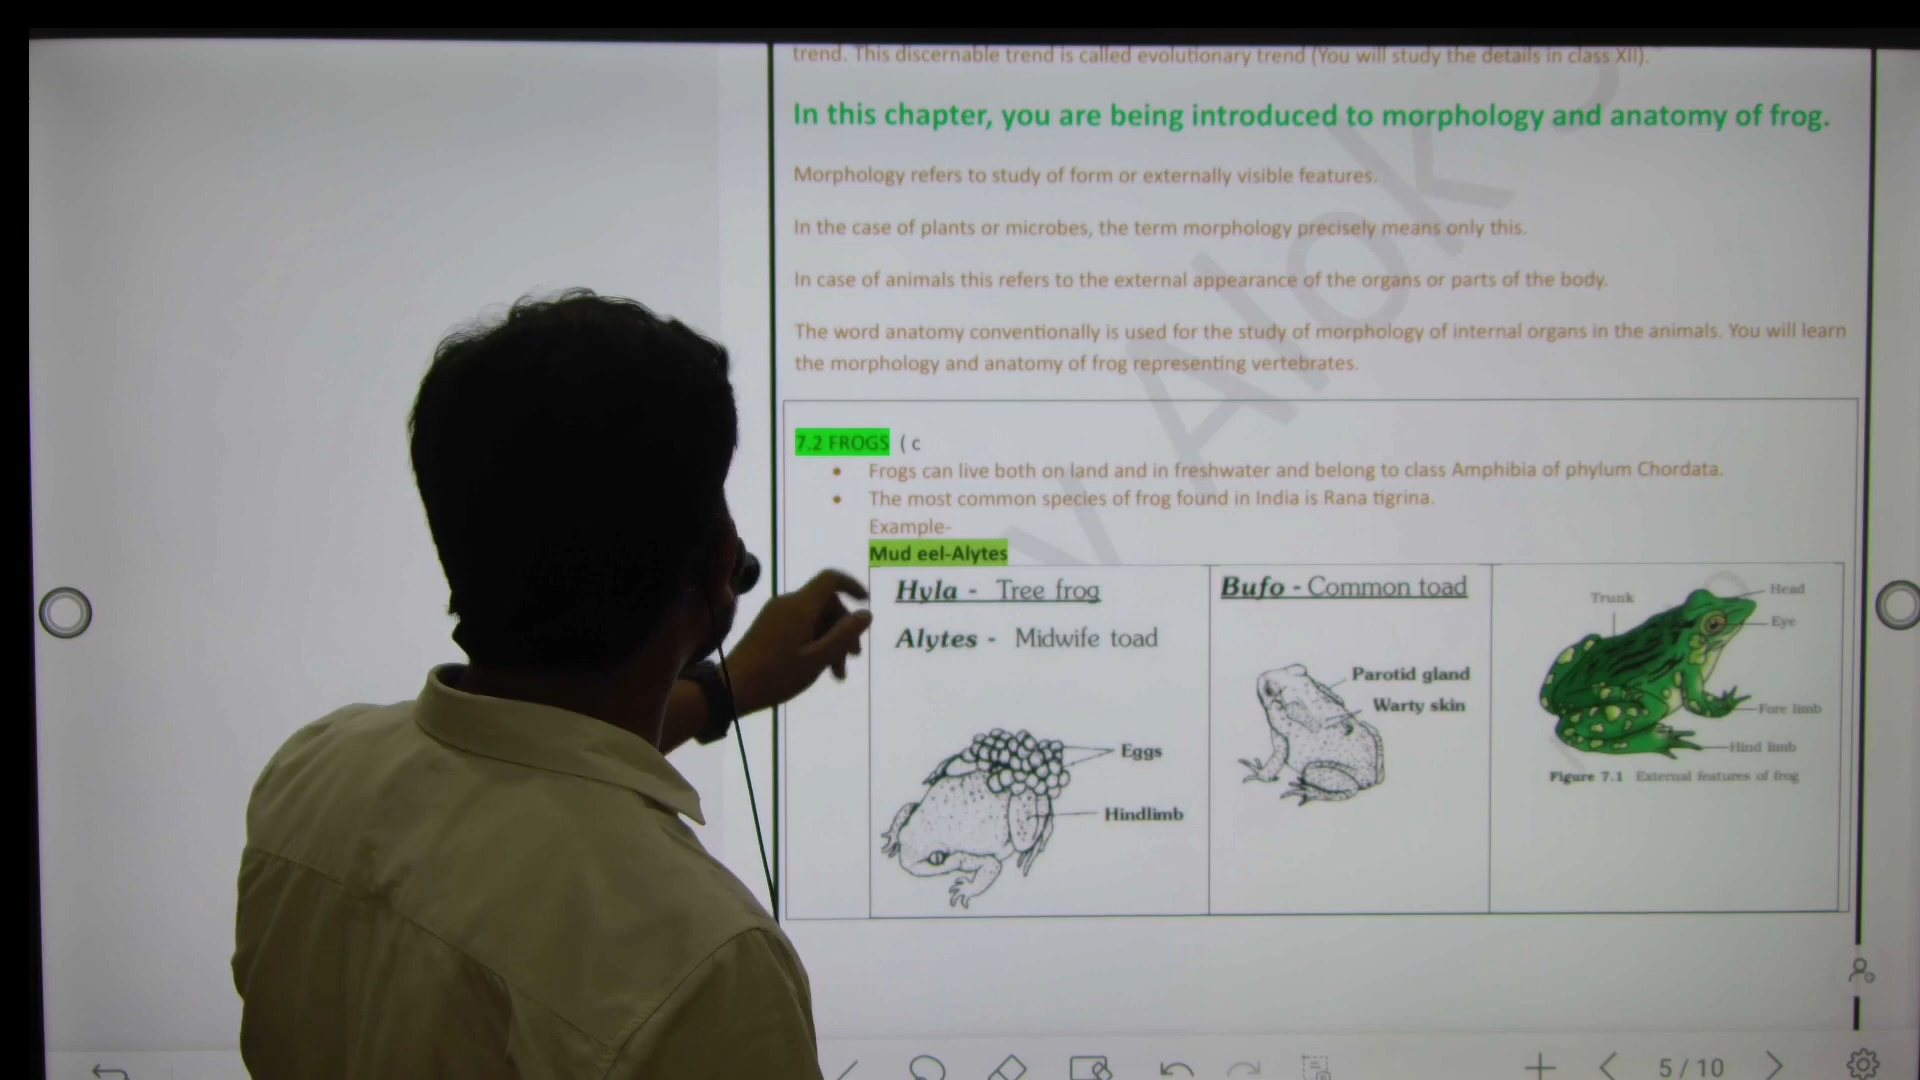 trend. This discernable trend is called evolutionary trend (You will study the details in class XII).
In this chapter, you are being introduced to morphology and anatomy of frog.
Morphology refers to study of form or externally visible features.
In the case of plants or microbes, the term morphology precisely means only this.
In case of animals this refers to the external appearance of the organs or parts of the body.
The word anatomy conventionally is used for the study of morphology of internal organs in the animals. You will learn
the morphology and anatomy of frog representing vertebrates.
7.2 FROGS ( c
• Frogs can live both on land and in freshwater and belong to class Amphibia of phylum Chordata.
• The most common species of frog found in India is Rana tigrina.
Example-
Mud eel-Alytes
Hyla - Tree frog
Alytes - Midwife toad
Eggs
Hindlimb
Bufo - Common toad
Parotid gland
Warty skin
Trunk
Head
Eye
Fore limb
Hind limb
Figure 7.1 External features of frog
Alok
5 / 10